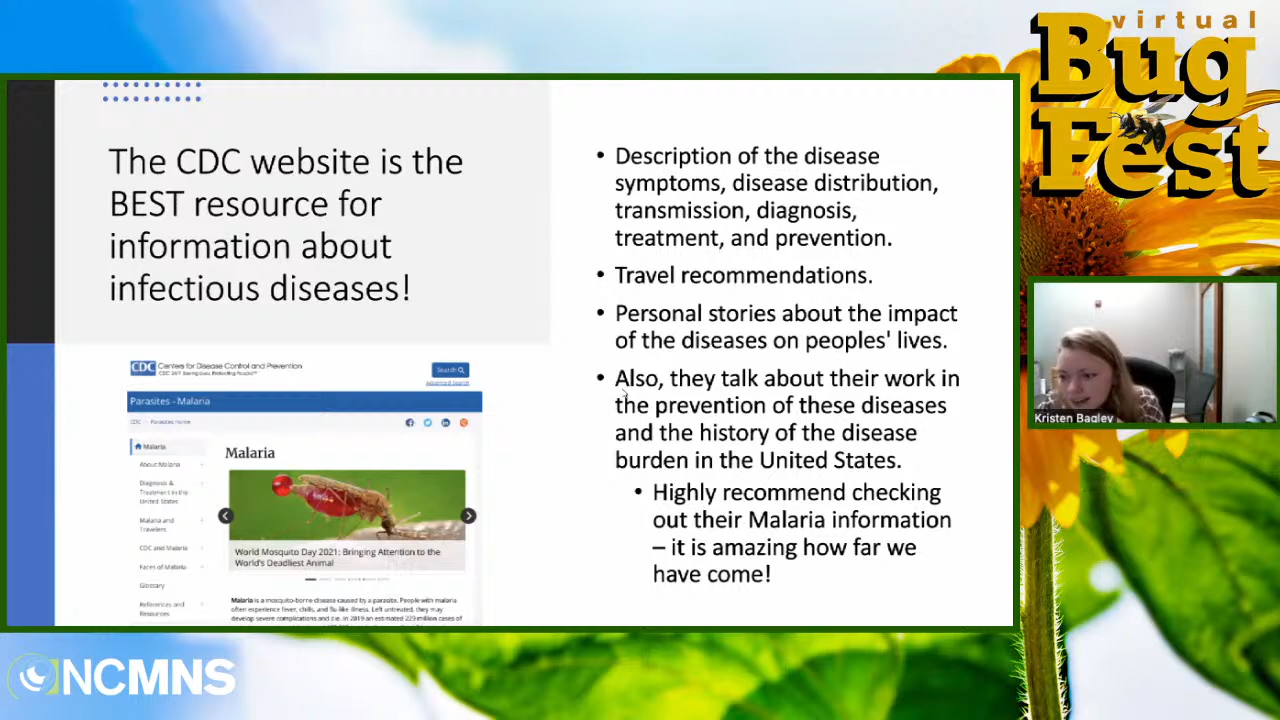 virtual
Bug
Fest
The CDC website is the
BEST resource for
information about
infectious diseases!
• Description of the disease
symptoms, disease distribution,
transmission, diagnosis,
treatment, and prevention.
• Travel recommendations.
• Personal stories about the impact
of the diseases on peoples' lives.
• Also, they talk about their work in
the prevention of these diseases
and the history of the disease
burden in the United States.
• Highly recommend checking
out their Malaria information
– it is amazing how far we
have come!
CDC
Centers for Disease Control and Prevention
CDC 24/7: Saving Lives, Protecting People™
Search
Advanced Search
Parasites - Malaria
CDC
Parasites Home
Malaria
About Malaria
Diagnosis &
Treatment in the
United States
Malaria and
Travelers
CDC and Malaria
Faces of Malaria
Glossary
References and
Resources
Malaria
World Mosquito Day 2021: Bringing Attention to the
World's Deadliest Animal
Malaria is a mosquito-borne disease caused by a parasite. People with malaria
often experience fever, chills, and flu-like illness. Left untreated, they may
develop severe complications and die. In 2019 an estimated 229 million cases of
Kristen Bagley
NCMNS